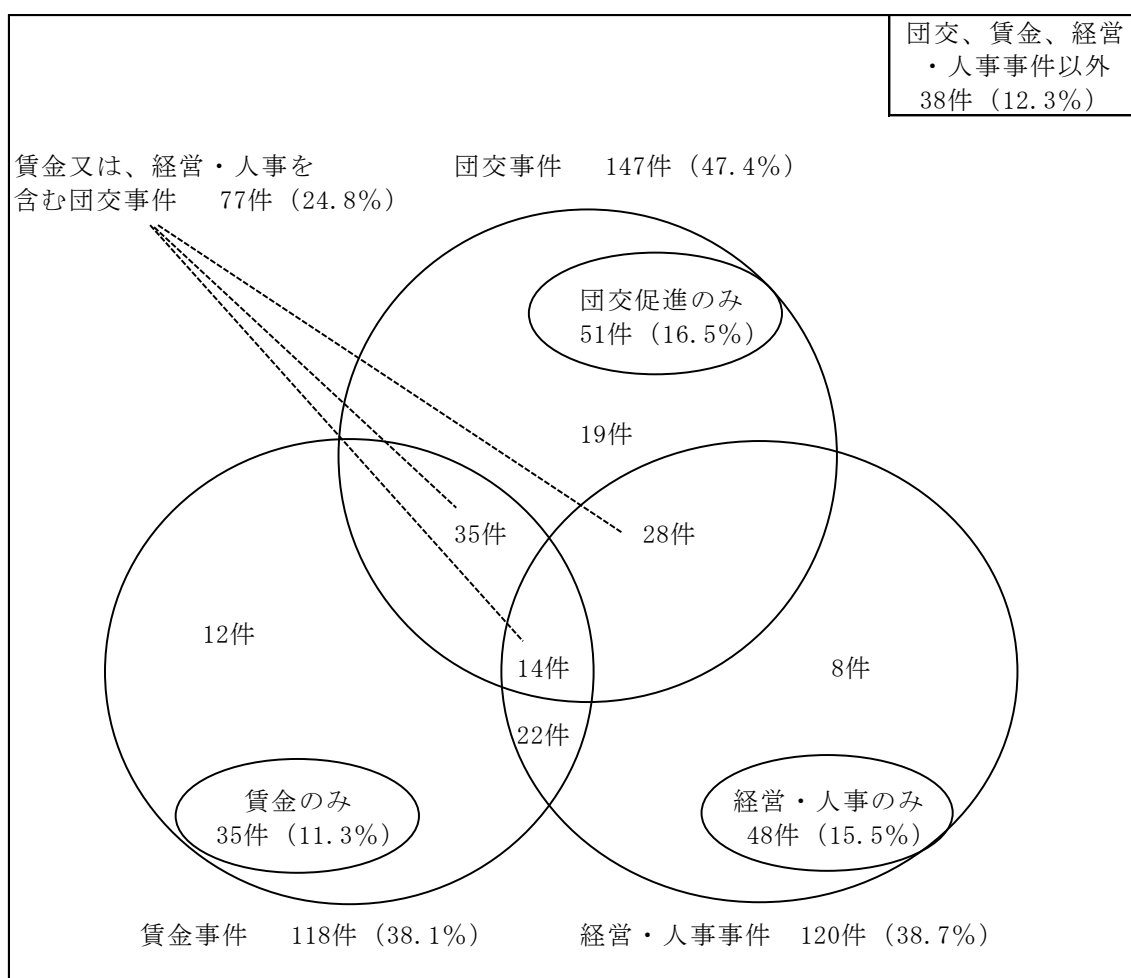 団交、賃金、経営
・人事事件以外
38件（12.3％）
賃金又は、経営・人事を
含む団交事件　77件（24.8％）
団交事件　147件（47.4％）
団交促進のみ
51件（16.5％）
19件
35件
28件
12件
14件
8件
22件
賃金のみ
35件（11.3％）
経営・人事のみ
48件（15.5％）
賃金事件　118件（38.1％）
経営・人事事件　120件（38.7％）